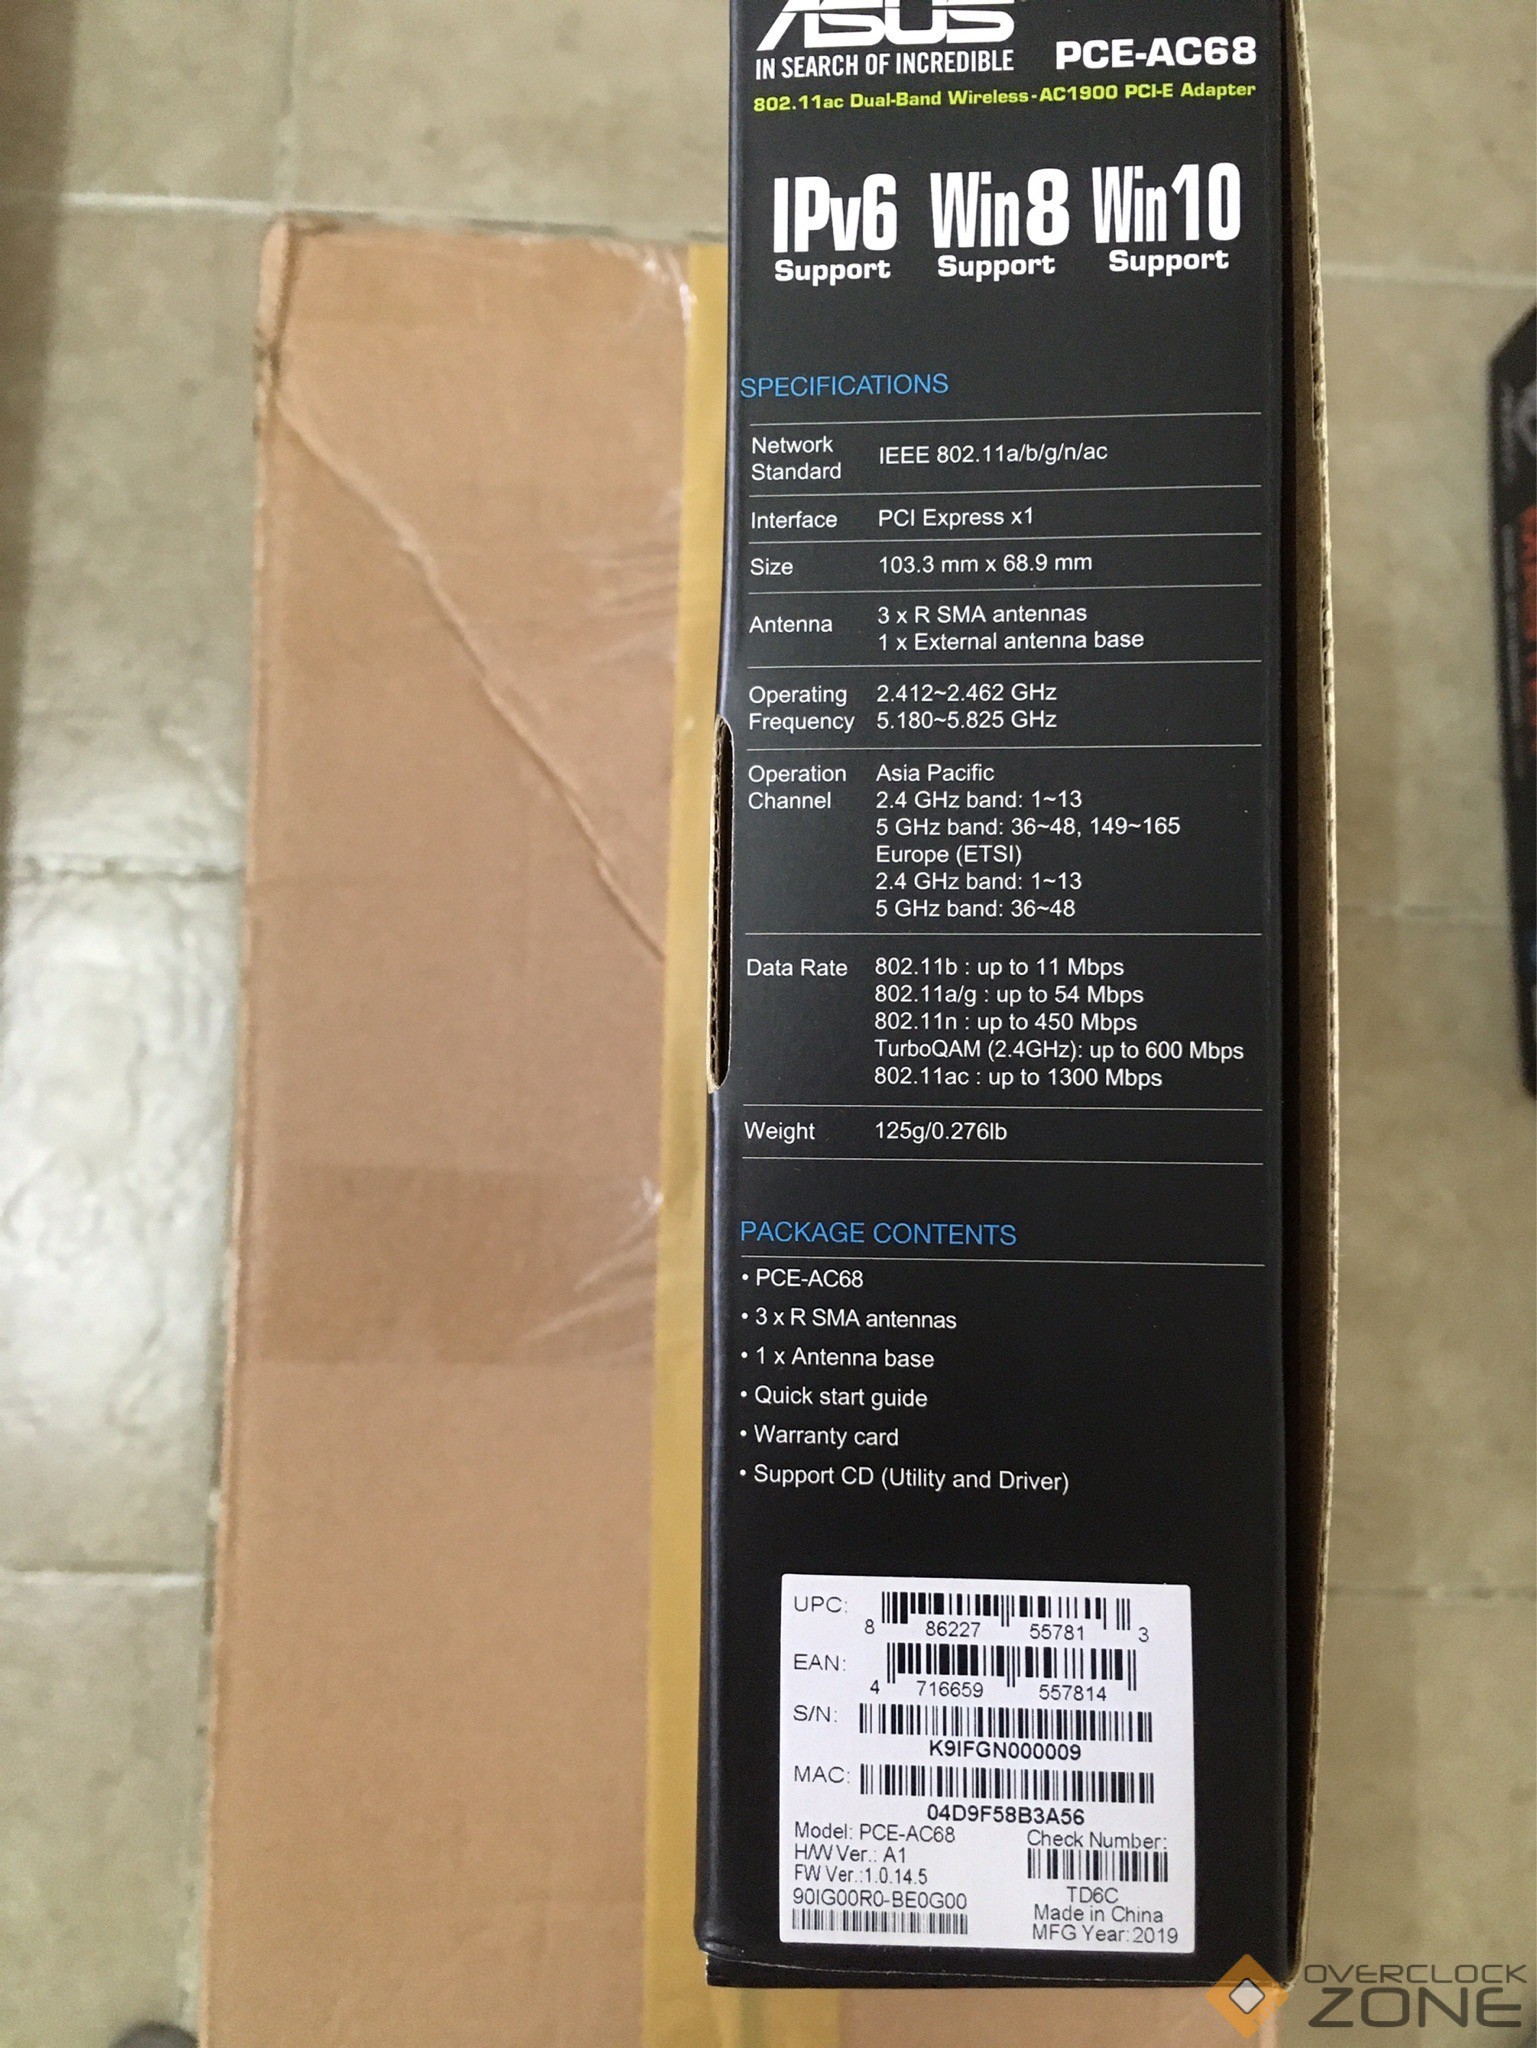 ASUS
IN SEARCH OF INCREDIBLE
PCE-AC68
802.11ac Dual-Band Wireless-AC1900 PCI-E Adapter
IPv6 Win8 Win10
Support Support Support
SPECIFICATIONS
Network Standard IEEE 802.11a/b/g/n/ac
Interface PCI Express x1
Size 103.3 mm x 68.9 mm
Antenna 3 x R SMA antennas
1 x External antenna base
Operating 2.412~2.462 GHz
Frequency 5.180~5.825 GHz
Operation Asia Pacific
Channel 2.4 GHz band: 1~13
5 GHz band: 36~48, 149~165
Europe (ETSI)
2.4 GHz band: 1~13
5 GHz band: 36~48
Data Rate 802.11b : up to 11 Mbps
802.11a/g : up to 54 Mbps
802.11n : up to 450 Mbps
TurboQAM (2.4GHz): up to 600 Mbps
802.11ac : up to 1300 Mbps
Weight 125g/0.276lb
PACKAGE CONTENTS
• PCE-AC68
• 3 x R SMA antennas
• 1 x Antenna base
• Quick start guide
• Warranty card
• Support CD (Utility and Driver)
UPC:
8 86227 55781 3
EAN:
4 716659 557814
S/N:
K9IFGN000009
MAC:
04D9F58B3A56
Model: PCE-AC68
H/W Ver.: A1
FW Ver.:1.0.14.5
90IG00R0-BE0G00
Check Number:
TD6C
Made in China
MFG Year:2019
OVERCLOCK
ZONE